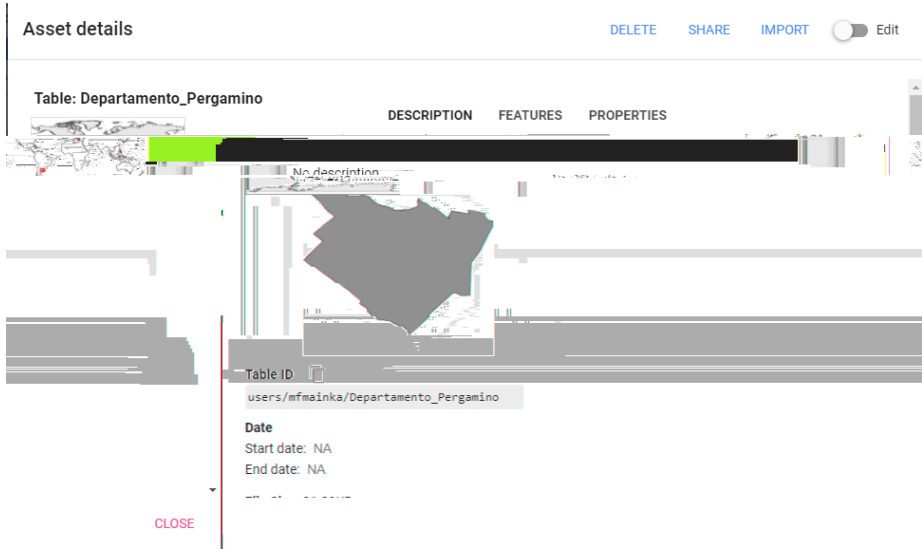 Asset details
DELETE SHARE IMPORT Edit
Table: Departamento_Pergamino
DESCRIPTION FEATURES PROPERTIES
No description
Table ID
users/mfmainka/Departamento_Pergamino
Date
Start date: NA
End date: NA
CLOSE